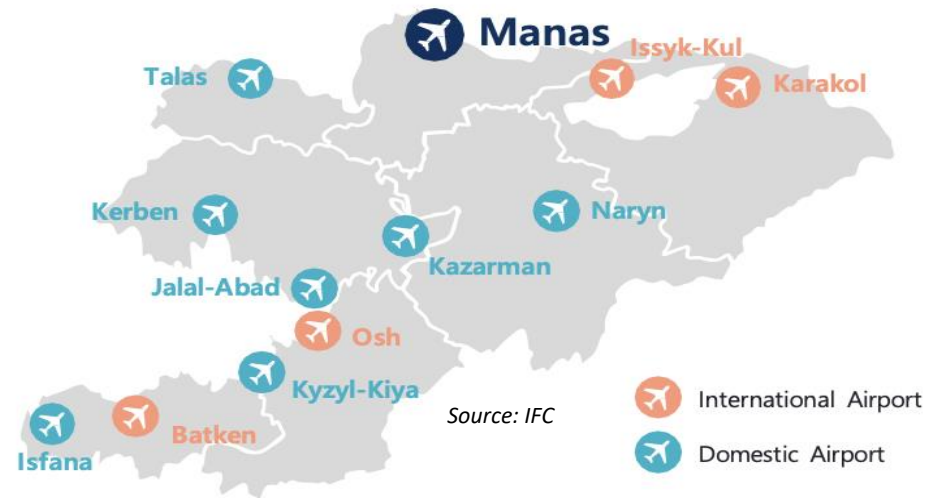 Manas
Issyk-Kul
Talas
Karakol
Kerben
Naryn
Kazarman
Jalal-Abad
Osh
Kyzyl-Kiya
International Airport
Source: IFC
Batken
Domestic Airport
Isfana